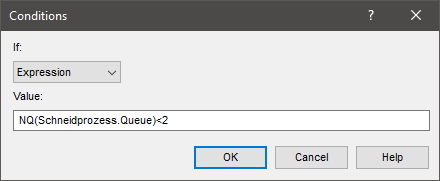 Conditions
If:
Expression
Value:
NQ(Schneidprozess.Queue)<2
OK Cancel Help